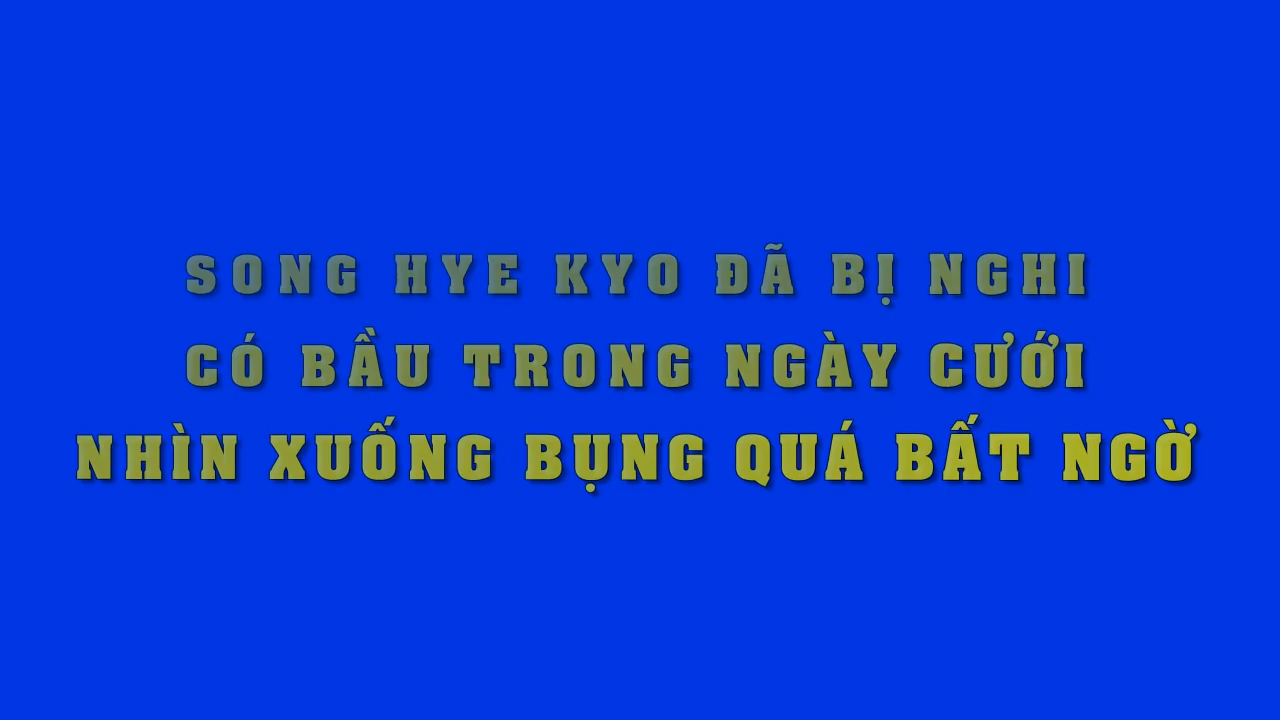 SONG HYE KYO ĐÃ BỊ NGHI
CÓ BẦU TRONG NGÀY CƯỚI
NHÌN XUỐNG BỤNG QUÁ BẤT NGỜ